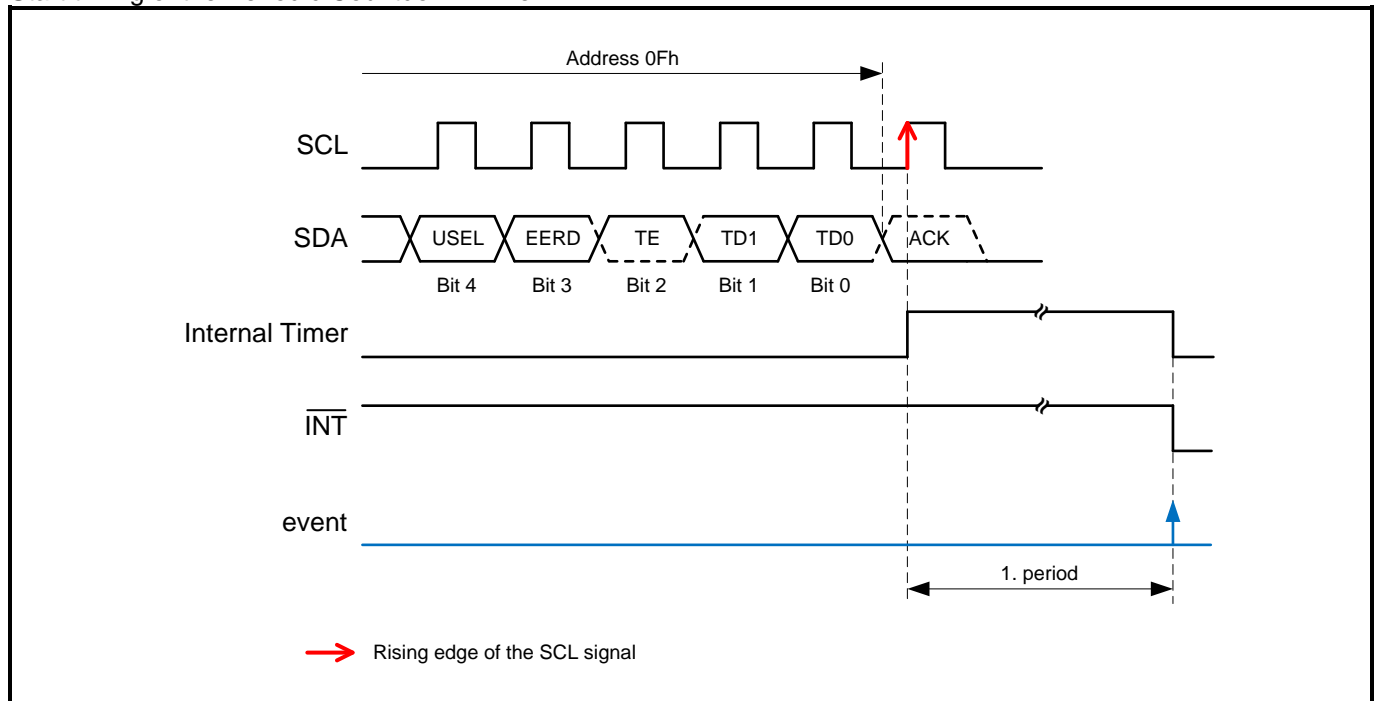 Address 0Fh
SCL
SDA
USEL EERD TE TD1 TD0 ACK
Bit 4 Bit 3 Bit 2 Bit 1 Bit 0
Internal Timer
INT
event
1. period
Rising edge of the SCL signal